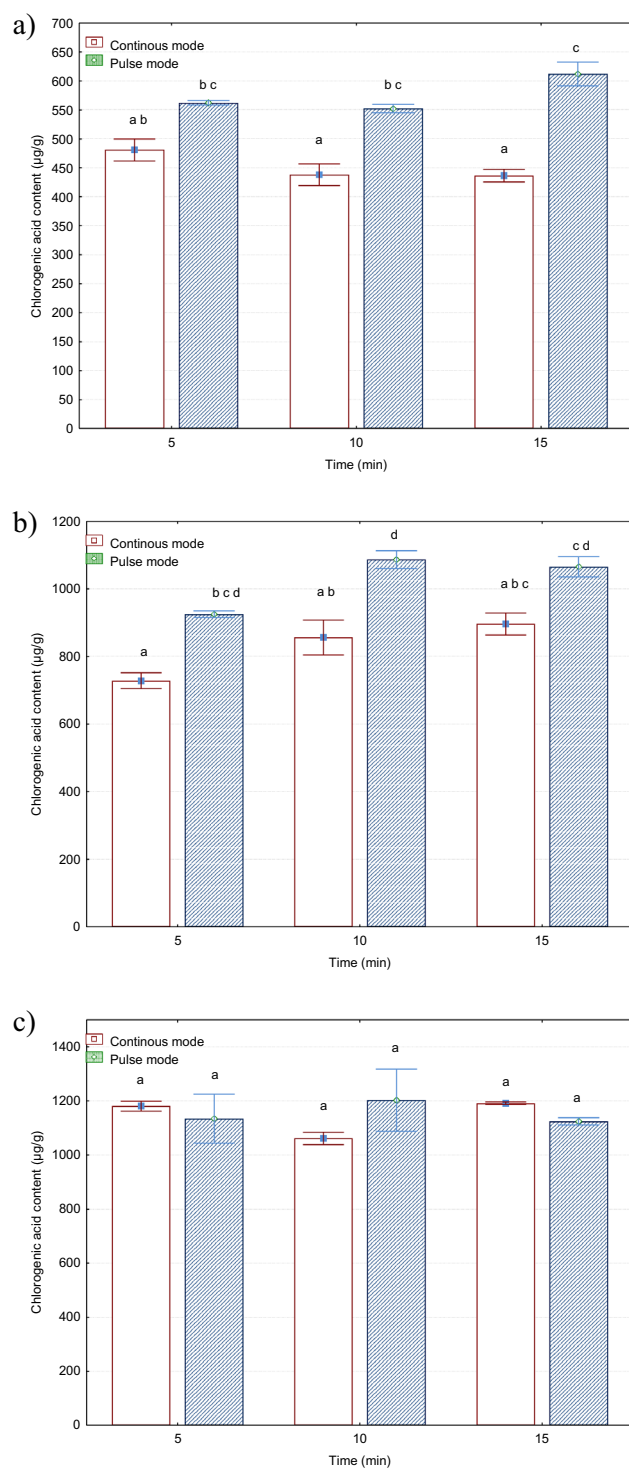 a)
Chlorogenic acid content (µg/g)
700
650
600
550
500
450
400
350
300
250
200
150
100
50
0
Continous mode
Pulse mode
a b
b c
a
b c
a
c
5
10
15
Time (min)
b)
Chlorogenic acid content (µg/g)
1200
1000
800
600
400
200
0
Continous mode
Pulse mode
a
b c d
a b
d
a b c
c d
5
10
15
Time (min)
c)
Chlorogenic acid content (µg/g)
1400
1200
1000
800
600
400
200
0
Continous mode
Pulse mode
a
a
a
a
a
a
5
10
15
Time (min)